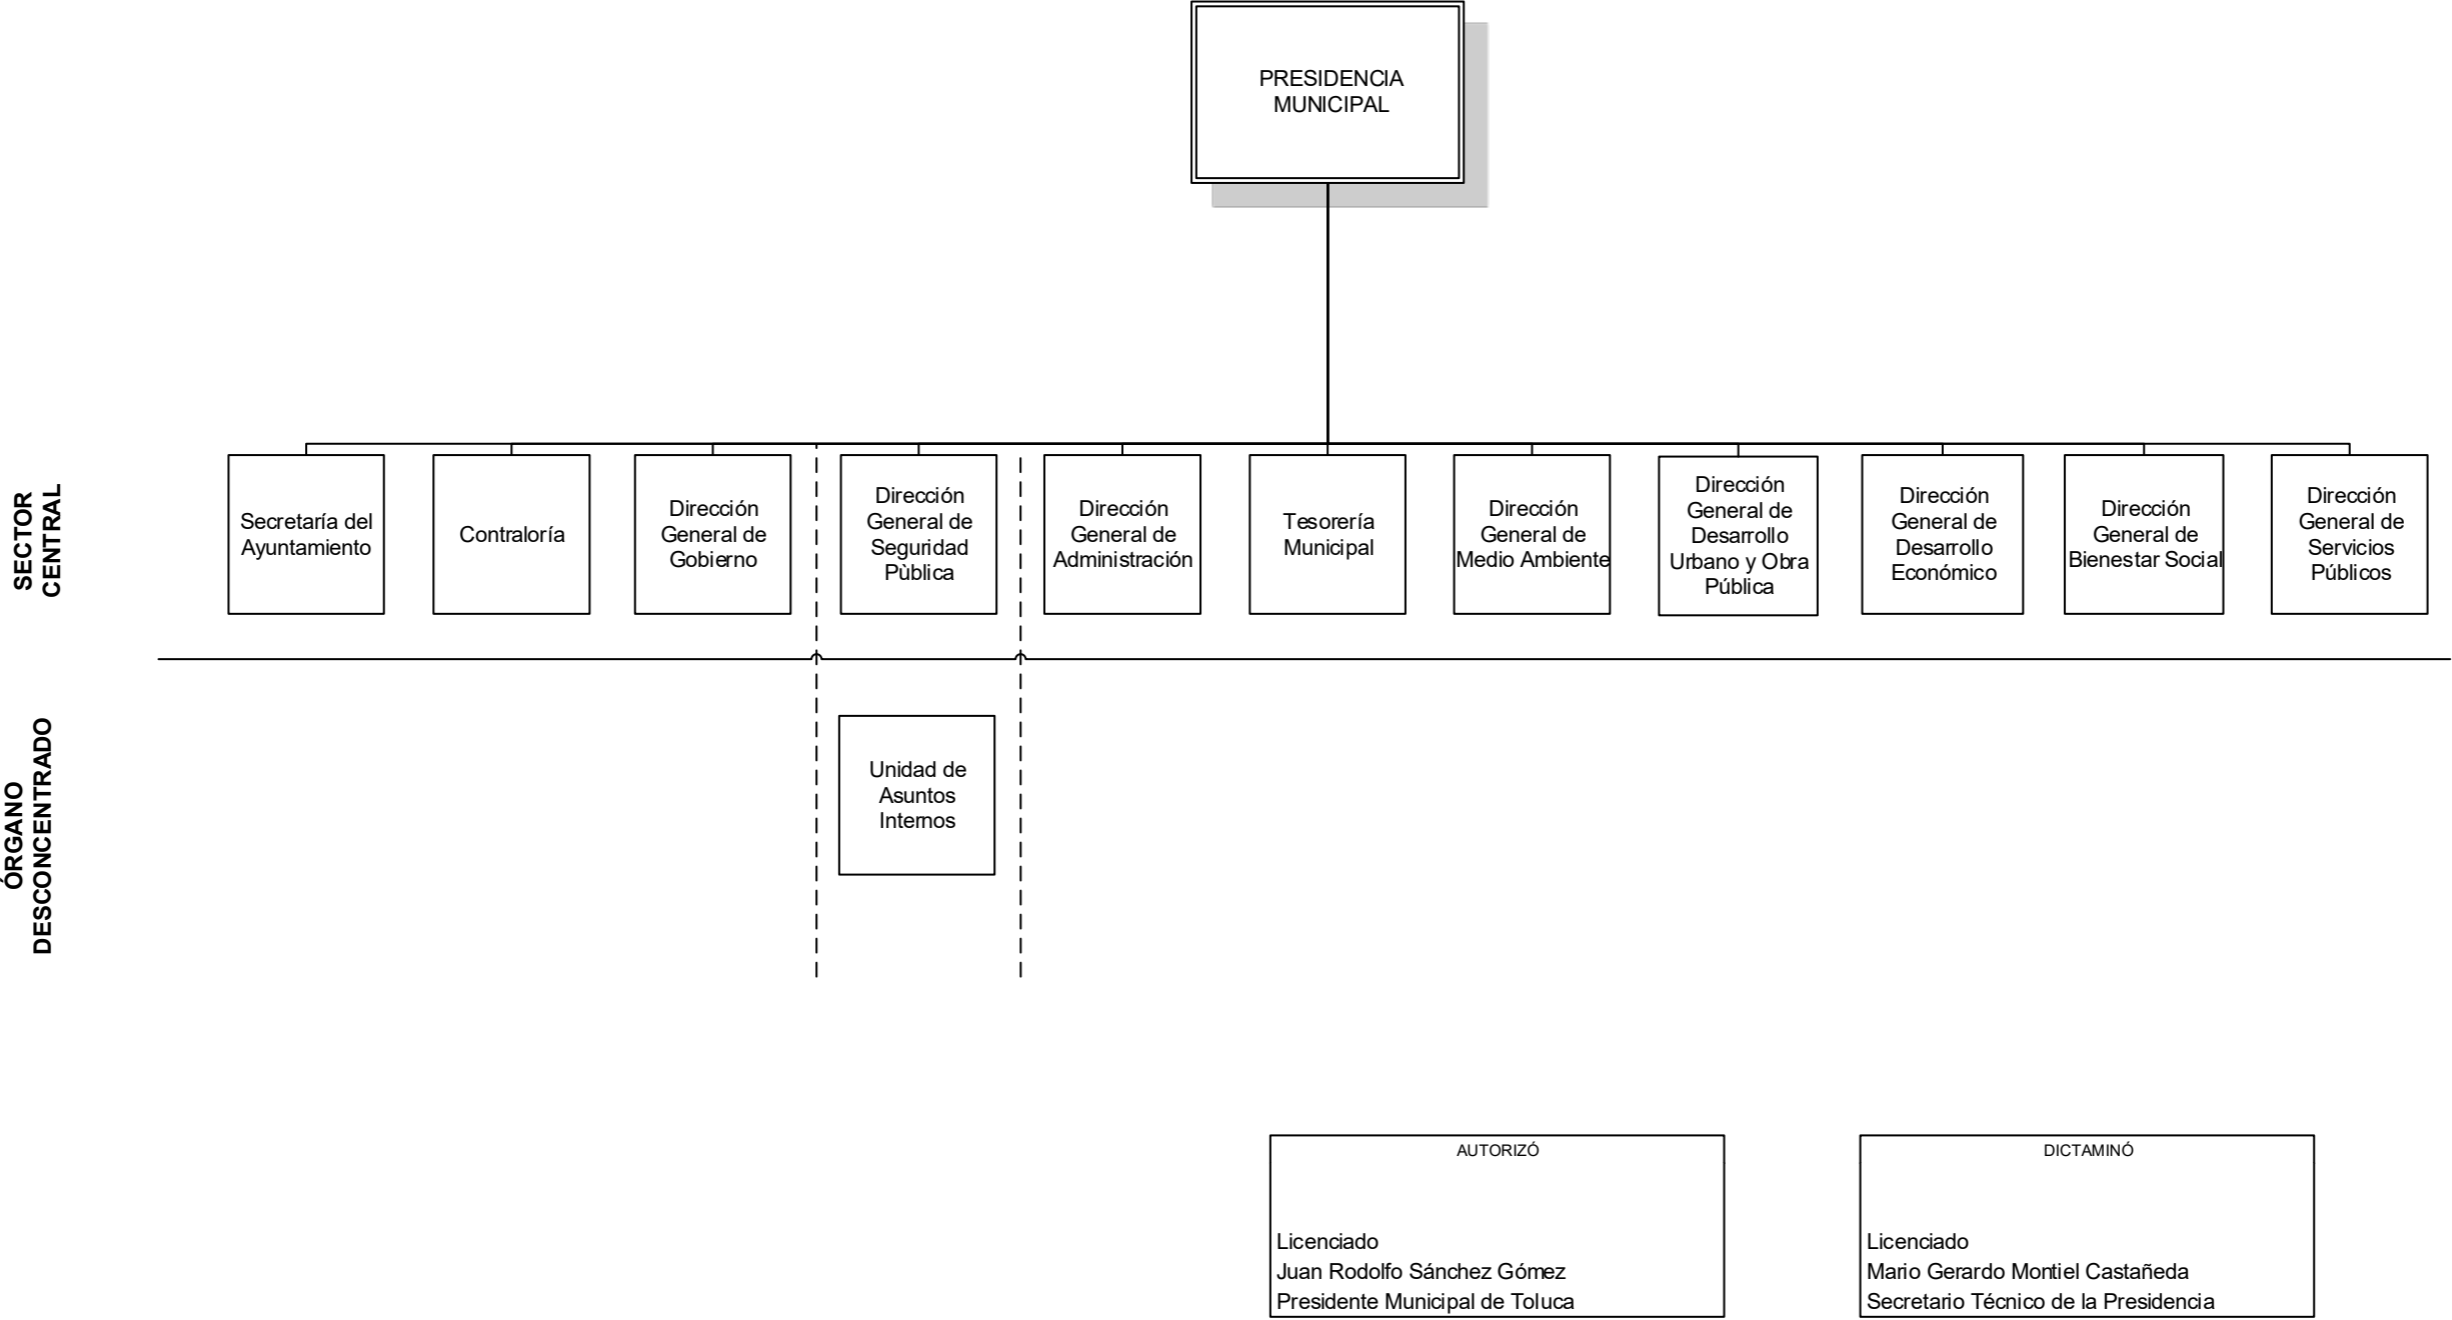 PRESIDENCIA
MUNICIPAL
SECTOR
CENTRAL
Secretaría del
Ayuntamiento
Contraloría
Dirección
General de
Gobierno
Dirección
General de
Seguridad
Pùblica
Dirección
General de
Administración
Tesorería
Municipal
Dirección
General de
Medio Ambiente
Dirección
General de
Desarrollo
Urbano y Obra
Pública
Dirección
General de
Desarrollo
Económico
Dirección
General de
Bienestar Social
Dirección
General de
Servicios
Públicos
ÓRGANO
DESCONCENTRADO
Unidad de
Asuntos
Internos
AUTORIZÓ
Licenciado
Juan Rodolfo Sánchez Gómez
Presidente Municipal de Toluca
DICTAMINÓ
Licenciado
Mario Gerardo Montiel Castañeda
Secretario Técnico de la Presidencia